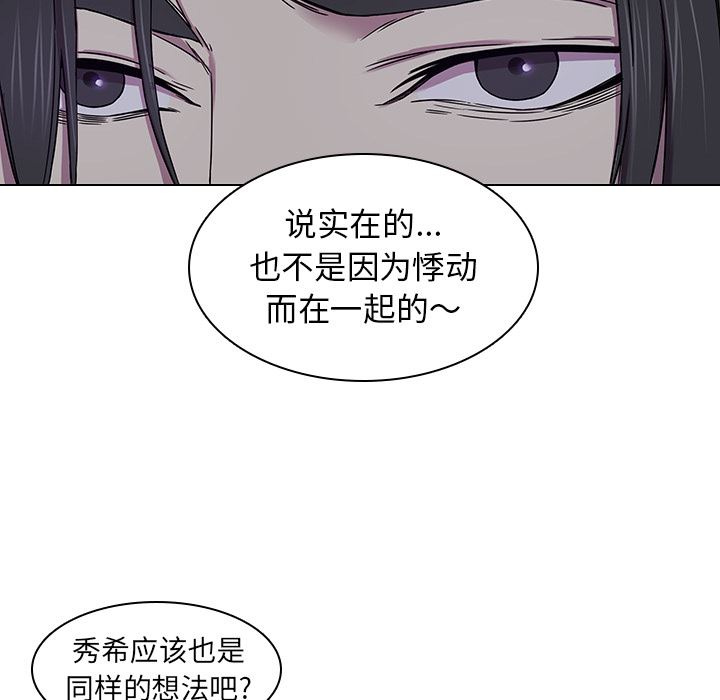 说实在的...
也不是因为悸动
而在一起的～
秀希应该也是
同样的想法吧?